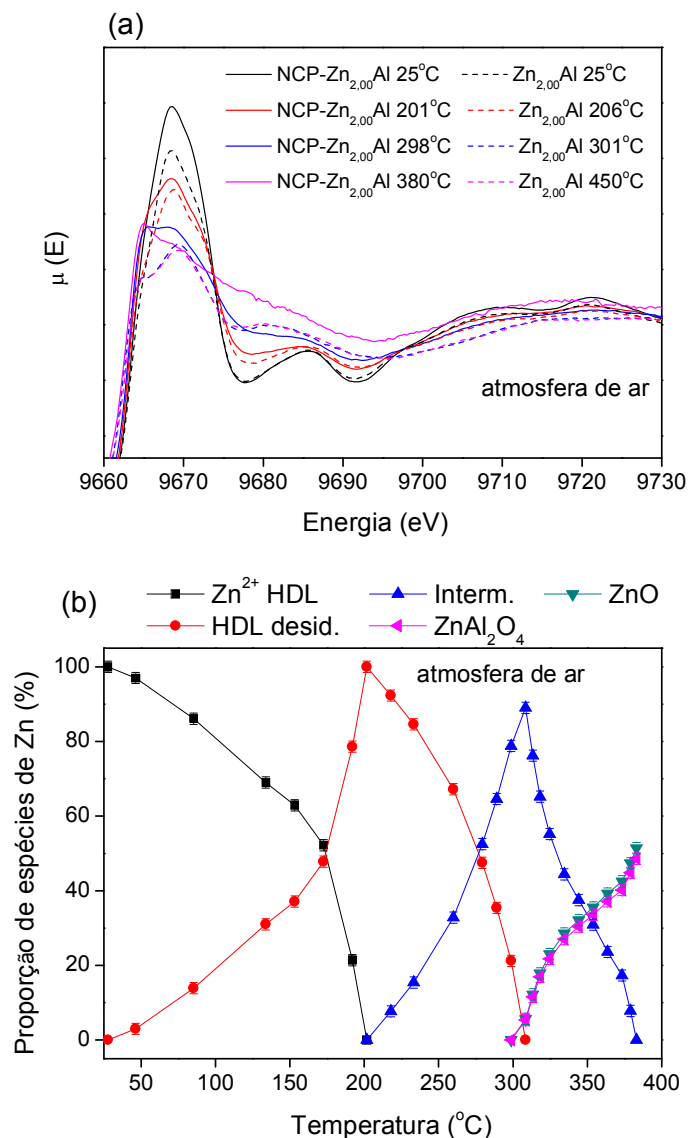 (a)
NCP-Zn2,00Al 25°C Zn2,00Al 25°C
NCP-Zn2,00Al 201°C Zn2,00Al 206°C
NCP-Zn2,00Al 298°C Zn2,00Al 301°C
NCP-Zn2,00Al 380°C Zn2,00Al 450°C
μ (E)
atmosfera de ar
9660 9670 9680 9690 9700 9710 9720 9730
Energia (eV)
(b)
Zn2+ HDL Interm. ZnO
HDL desid. ZnAl2O4
atmosfera de ar
Proporção de espécies de Zn (%)
100
80
60
40
20
0
50 100 150 200 250 300 350 400
Temperatura (°C)